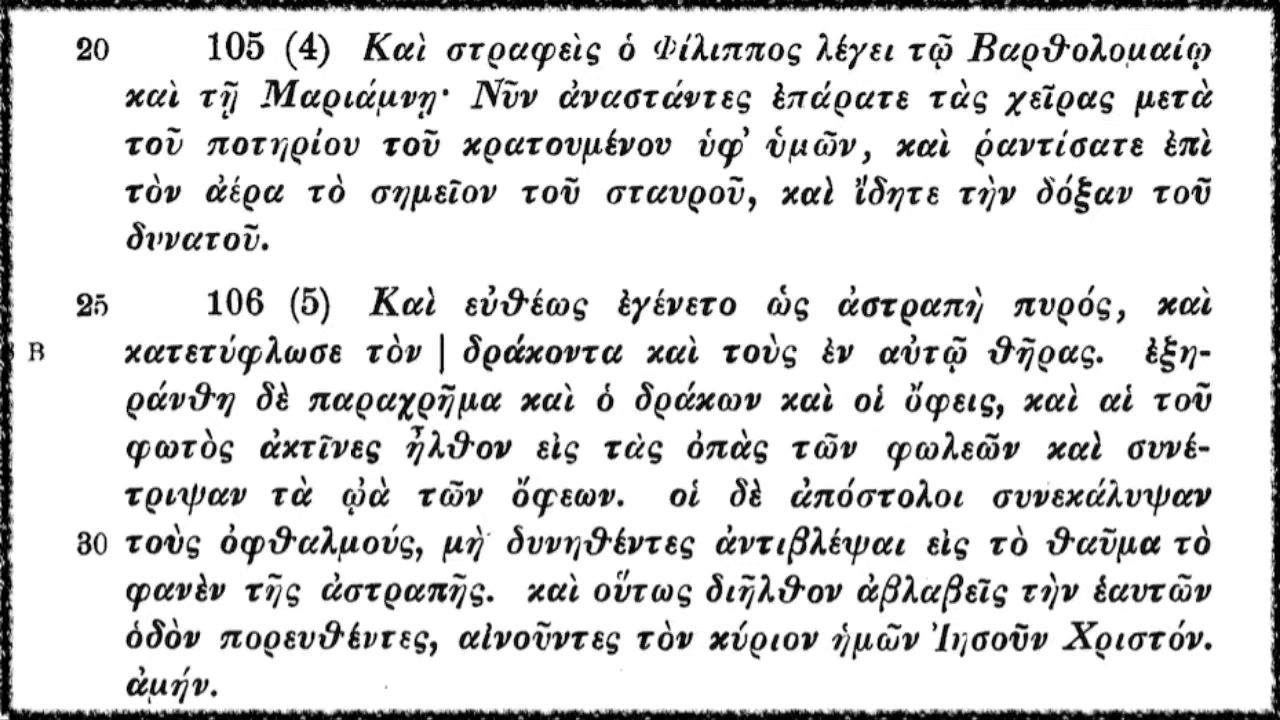 20 105 (4) Καὶ στραφεὶς ὁ Φίλιππος λέγει τῷ Βαρθολομαίῳ
καὶ τῇ Μαριάμνῃ· Νῦν ἀναστάντες ἐπάρατε τὰς χεῖρας μετὰ
τοῦ ποτηρίου τοῦ κρατουμένου ὑφ’ ὑμῶν, καὶ ῥαντίσατε ἐπὶ
τὸν ἀέρα τὸ σημεῖον τοῦ σταυροῦ, καὶ ἴδητε τὴν δόξαν τοῦ
δυνατοῦ.
25 106 (5) Καὶ εὐθέως ἐγένετο ὡς ἀστραπὴ πυρός, καὶ
B κατετύφλωσε τὸν | δράκοντα καὶ τοὺς ἐν αὐτῷ θῆρας. ἐξη-
ράνθη δὲ παραχρῆμα καὶ ὁ δράκων καὶ οἱ ὄφεις, καὶ αἱ τοῦ
φωτὸς ἀκτῖνες ἦλθον εἰς τὰς ὀπὰς τῶν φωλεῶν καὶ συνέ-
τριψαν τὰ ᾠὰ τῶν ὄφεων. οἱ δὲ ἀπόστολοι συνεκάλυψαν
30 τοὺς ὀφθαλμούς, μὴ δυνηθέντες ἀντιβλέψαι εἰς τὸ θαῦμα τὸ
φανὲν τῆς ἀστραπῆς. καὶ οὕτως διῆλθον ἀβλαβεῖς τὴν ἑαυτῶν
ὁδὸν πορευθέντες, αἰνοῦντες τὸν κύριον ἡμῶν Ἰησοῦν Χριστόν.
ἀμήν.